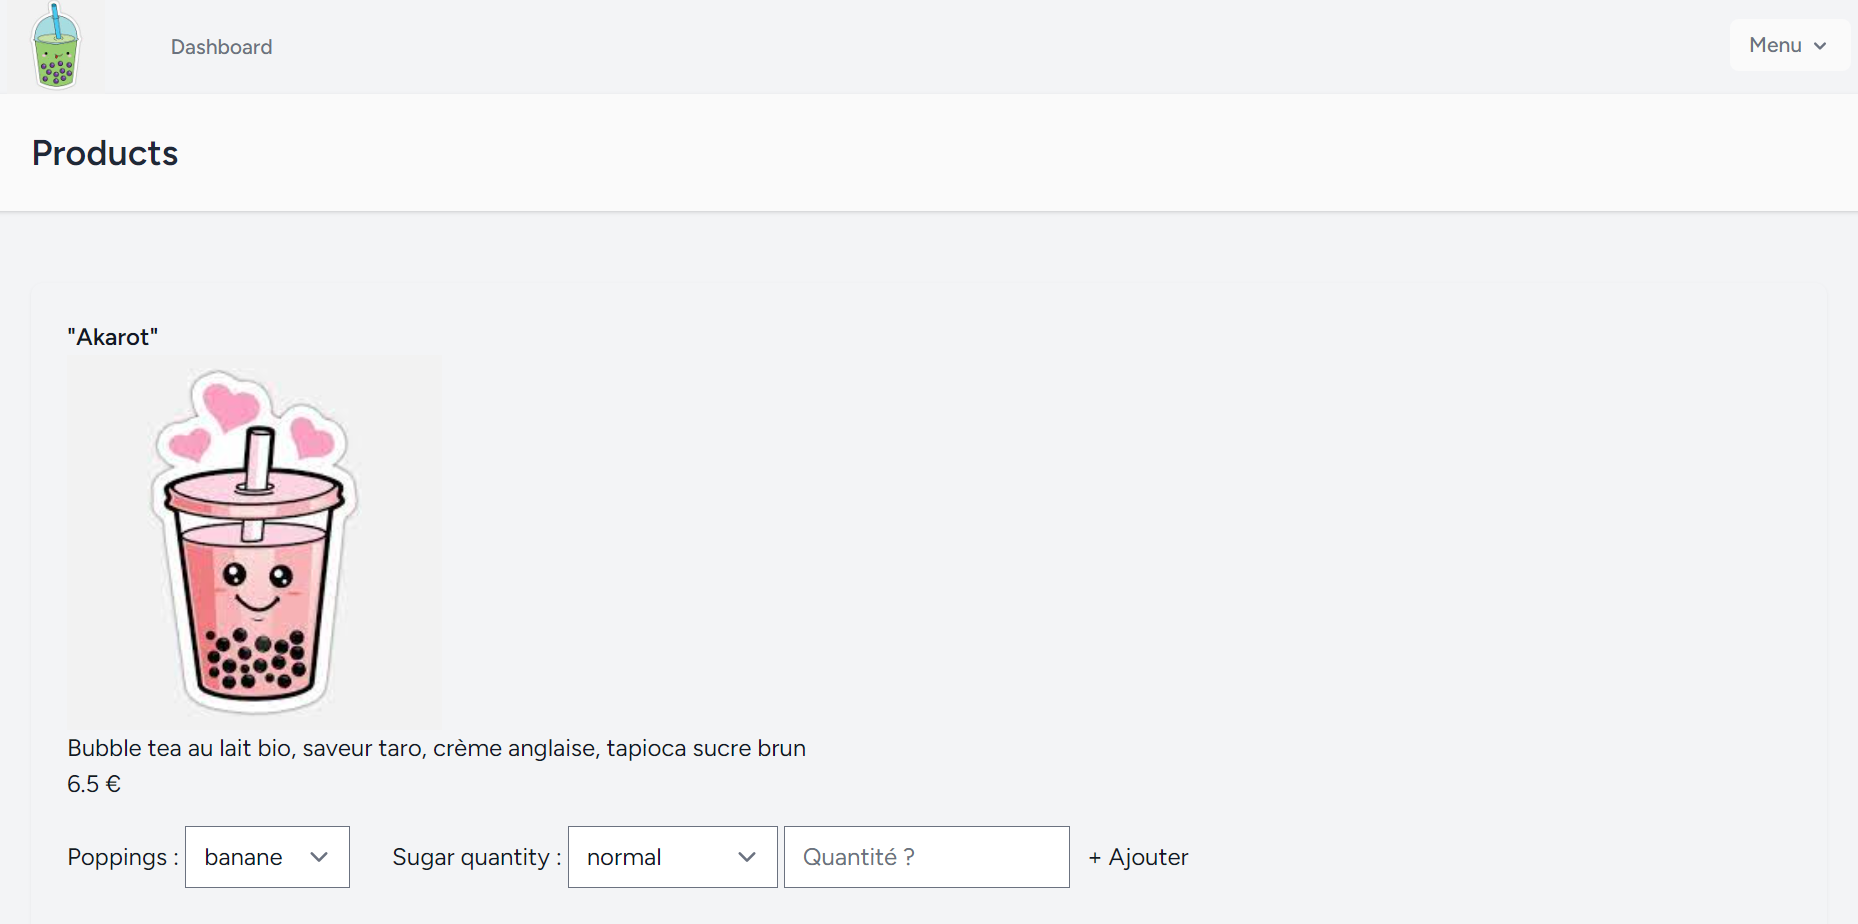 Dashboard
Menu
Products
"Akarot"
Bubble tea au lait bio, saveur taro, crème anglaise, tapioca sucre brun
6.5 €
Poppings : banane Sugar quantity : normal Quantité ? + Ajouter